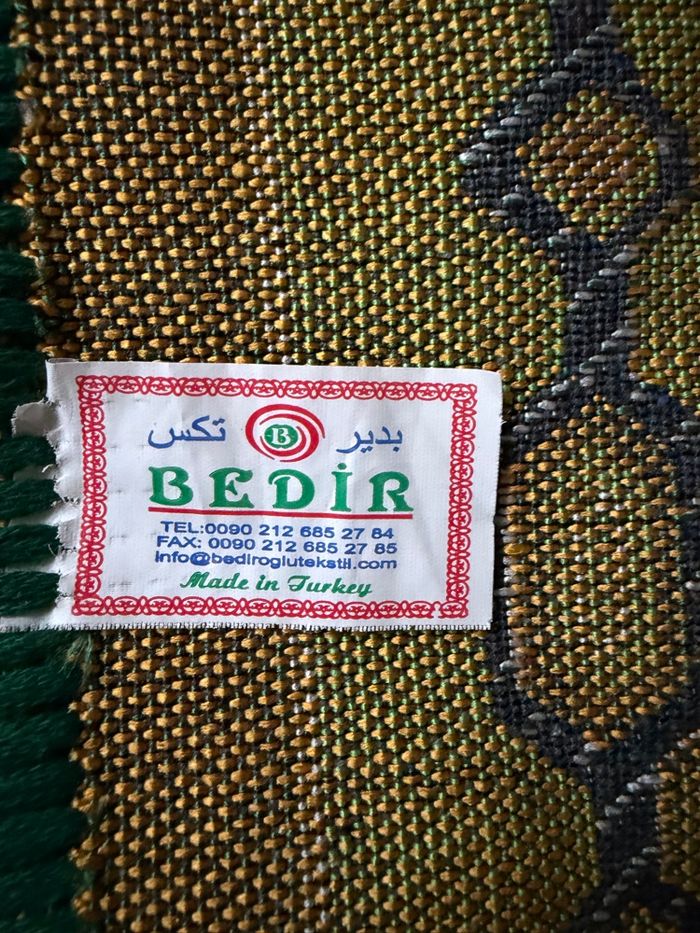 بدير B تكس
BEDİR
TEL:0090 212 685 27 84
FAX: 0090 212 685 27 85
info@bediroglutekstil.com
Made in Turkey